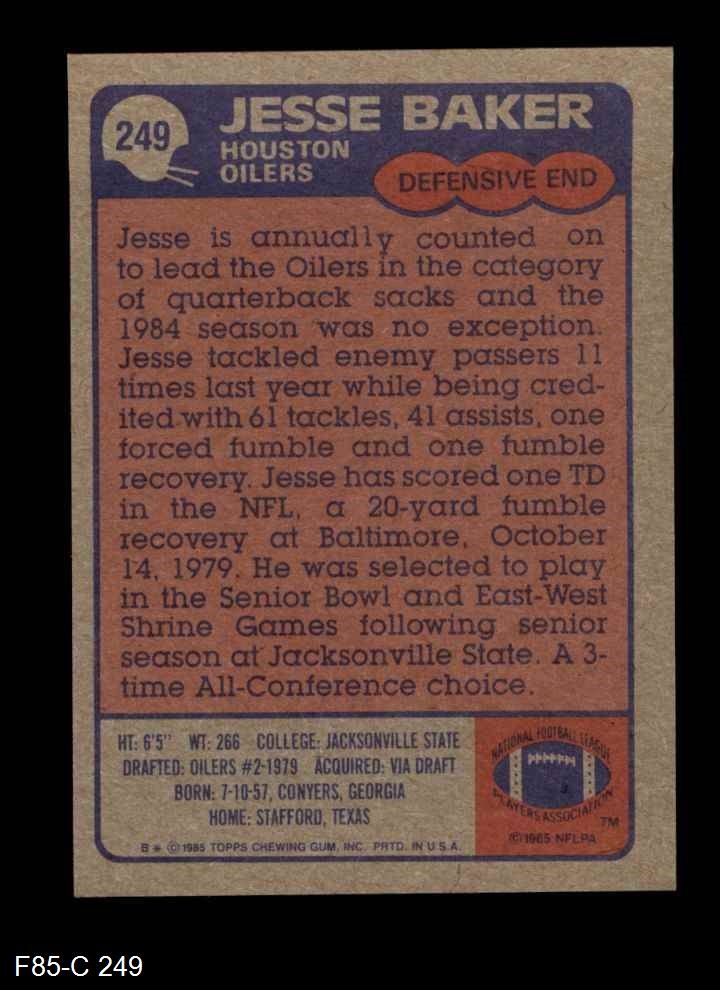 249
JESSE BAKER
HOUSTON
OILERS
DEFENSIVE END
Jesse is annually counted on
to lead the Oilers in the category
of quarterback sacks and the
1984 season was no exception.
Jesse tackled enemy passers 11
times last year while being cred-
ited with 61 tackles, 41 assists, one
forced fumble and one fumble
recovery. Jesse has scored one TD
in the NFL, a 20-yard fumble
recovery at Baltimore, October
14, 1979. He was selected to play
in the Senior Bowl and East-West
Shrine Games following senior
season at Jacksonville State. A 3-
time All-Conference choice.
HT: 6'5" WT: 266 COLLEGE: JACKSONVILLE STATE
DRAFTED: OILERS #2-1979 ACQUIRED: VIA DRAFT
BORN: 7-10-57, CONYERS, GEORGIA
HOME: STAFFORD, TEXAS
B* © 1985 TOPPS CHEWING GUM, INC. PRTD. IN U.S.A.
NATIONAL FOOTBALL LEAGUE
PLAYERS ASSOCIATION
TM
© 1985 NFLPA
F85-C 249